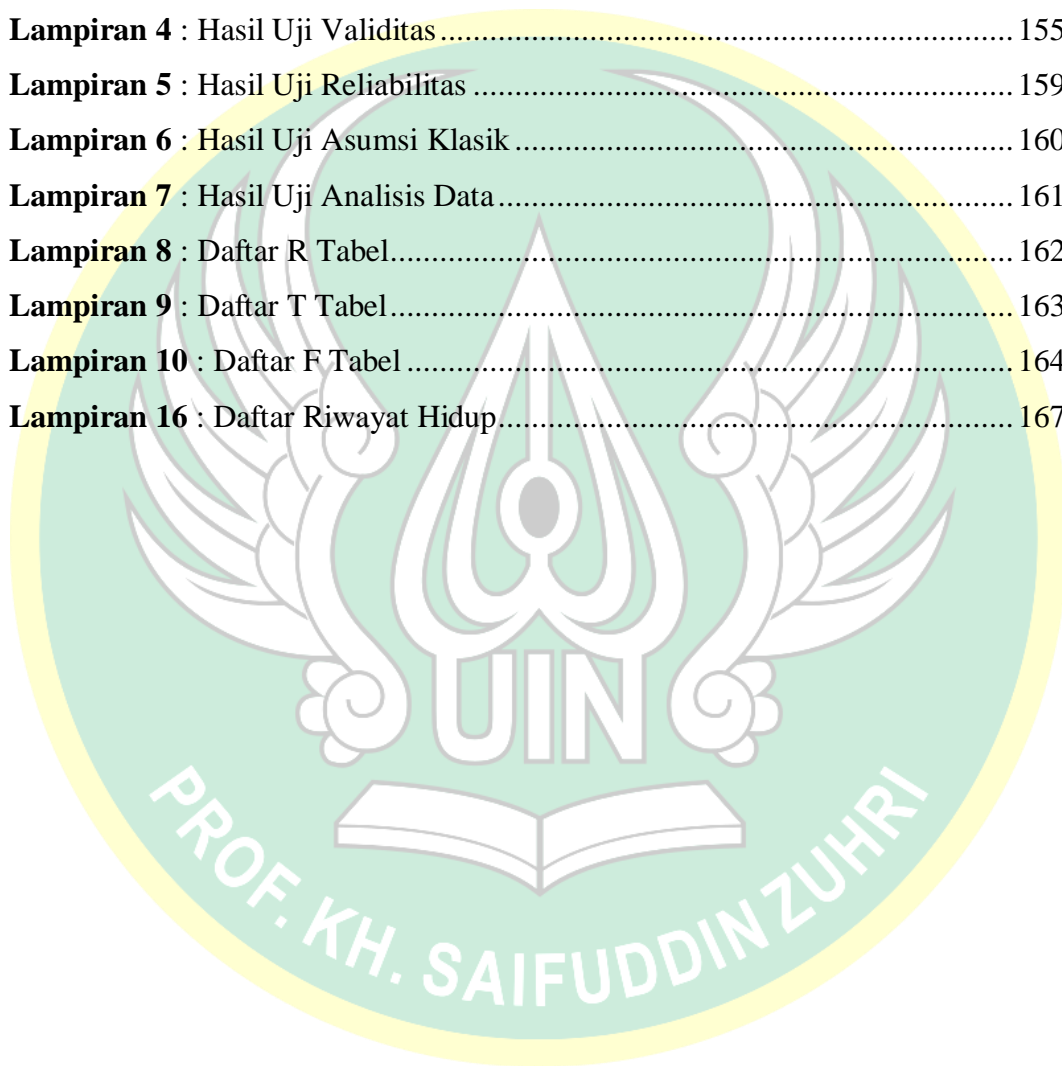 Lampiran 4 : Hasil Uji Validitas.......................................................................... 155
Lampiran 5 : Hasil Uji Reliabilitas ...................................................................... 159
Lampiran 6 : Hasil Uji Asumsi Klasik ................................................................. 160
Lampiran 7 : Hasil Uji Analisis Data ................................................................... 161
Lampiran 8 : Daftar R Tabel................................................................................. 162
Lampiran 9 : Daftar T Tabel................................................................................. 163
Lampiran 10 : Daftar F Tabel ............................................................................... 164
Lampiran 16 : Daftar Riwayat Hidup................................................................... 167
UIN
PROF. KH. SAIFUDDIN ZUHRI